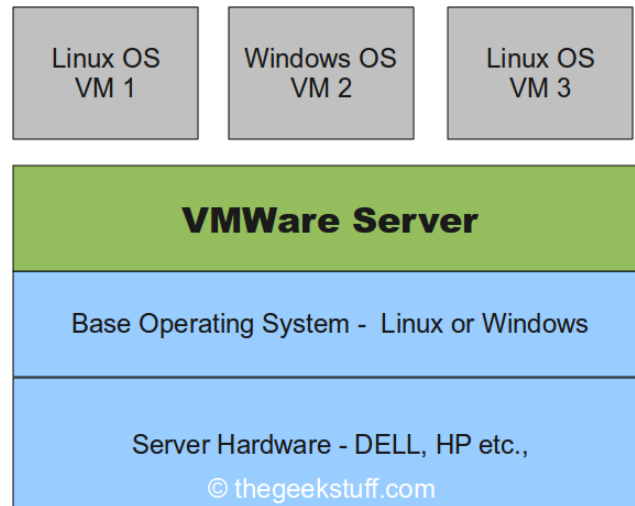 Linux OS
VM 1
Windows OS
VM 2
Linux OS
VM 3
VMWare Server
Base Operating System - Linux or Windows
Server Hardware - DELL, HP etc.,
© thegeekstuff.com